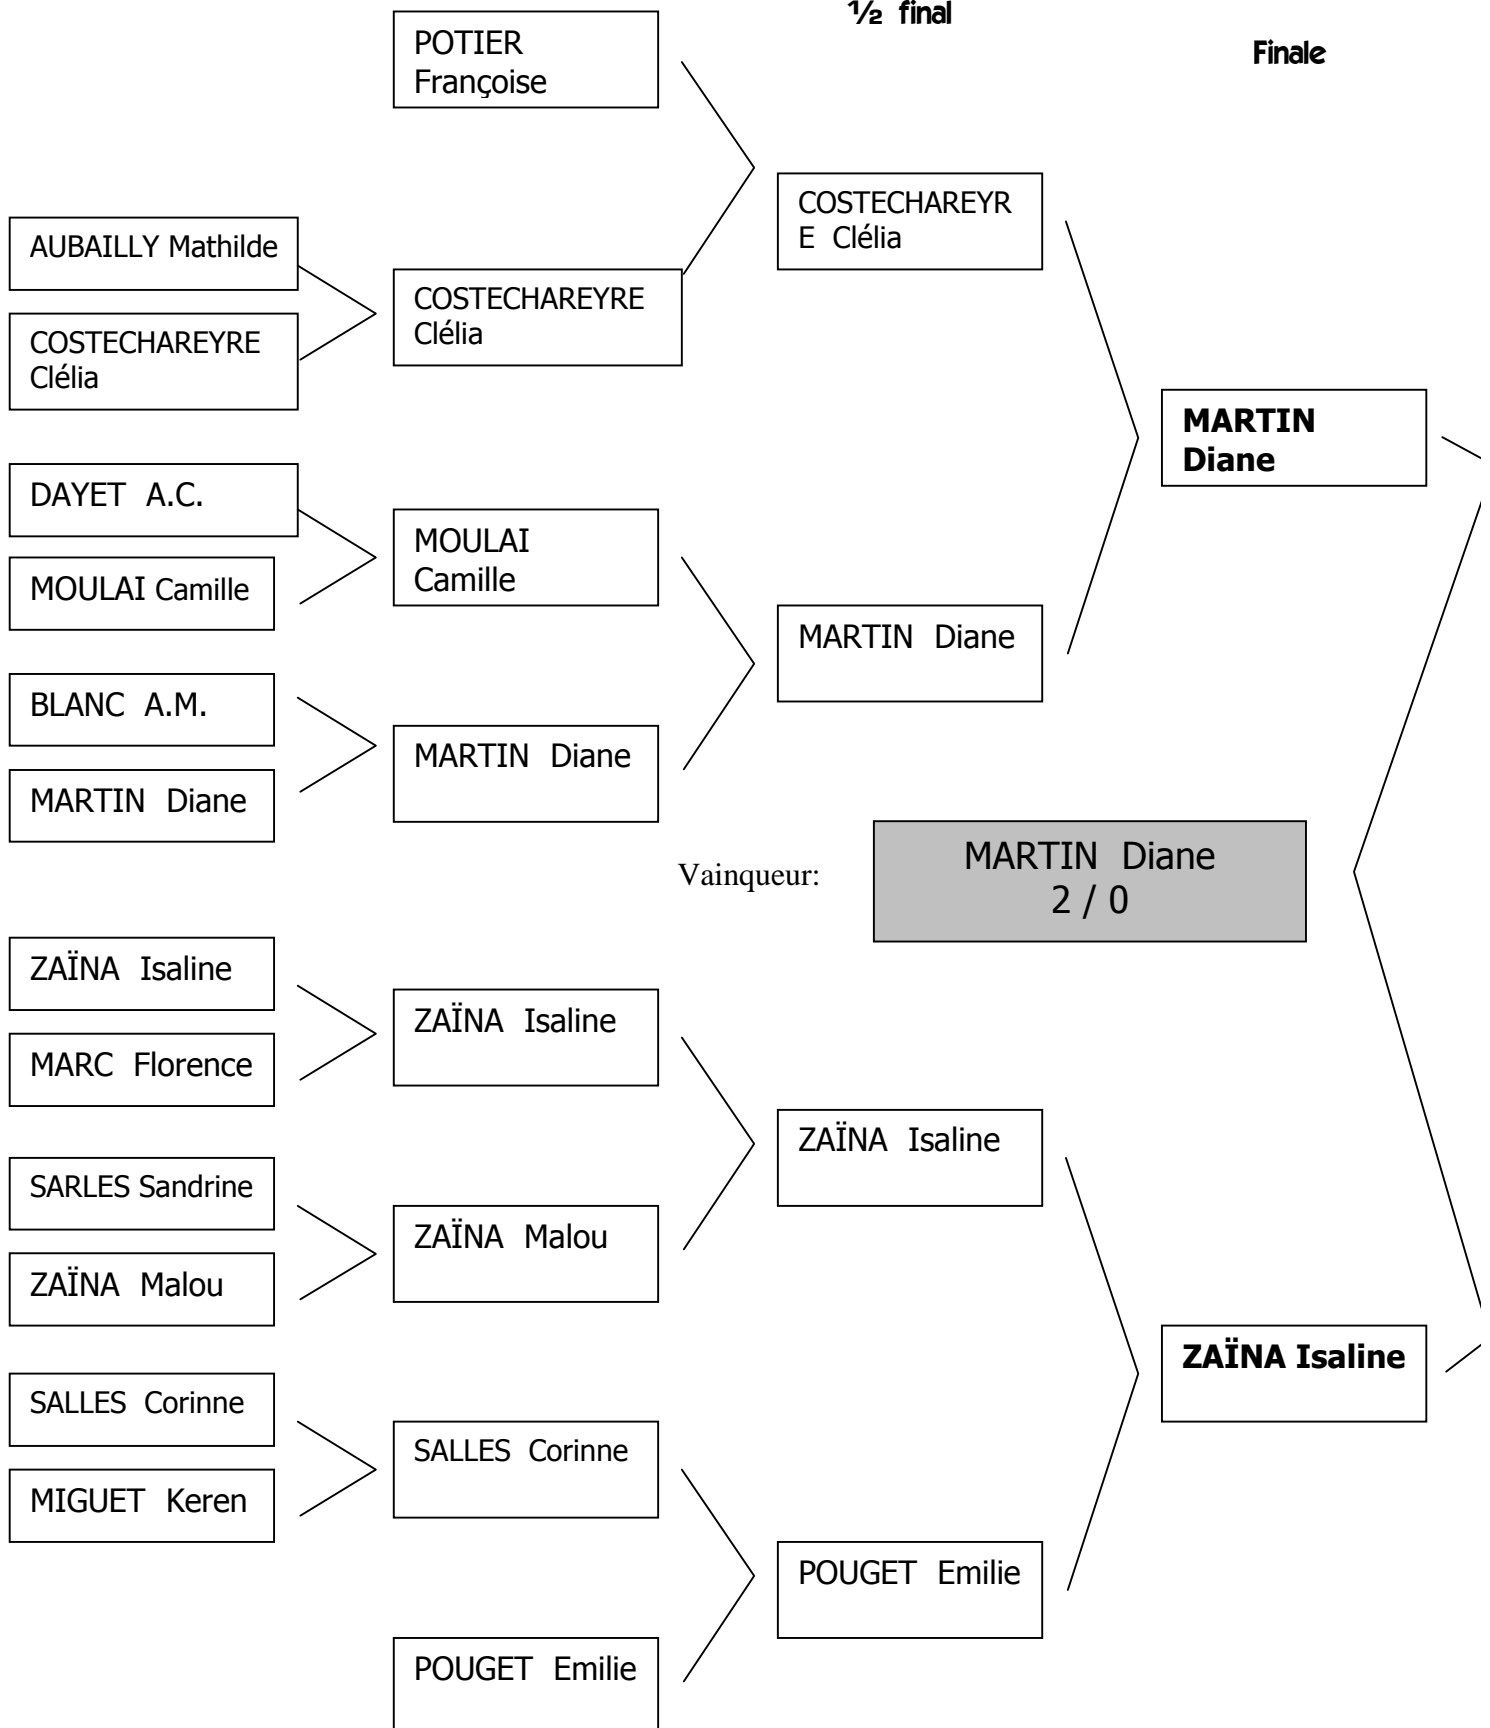 ½ final
Finale
POTIER
Françoise
AUBAILLY Mathilde
COSTECHAREYRE
Clélia
COSTECHAREYRE
Clélia
COSTECHAREYR
E Clélia
DAYET A.C.
MOULAI Camille
MOULAI
Camille
BLANC A.M.
MARTIN Diane
MARTIN Diane
MARTIN Diane
MARTIN
Diane
Vainqueur:
MARTIN Diane
2 / 0
ZAÏNA Isaline
MARC Florence
ZAÏNA Isaline
SARLES Sandrine
ZAÏNA Malou
ZAÏNA Malou
ZAÏNA Isaline
SALLES Corinne
MIGUET Keren
SALLES Corinne
POUGET Emilie
POUGET Emilie
ZAÏNA Isaline